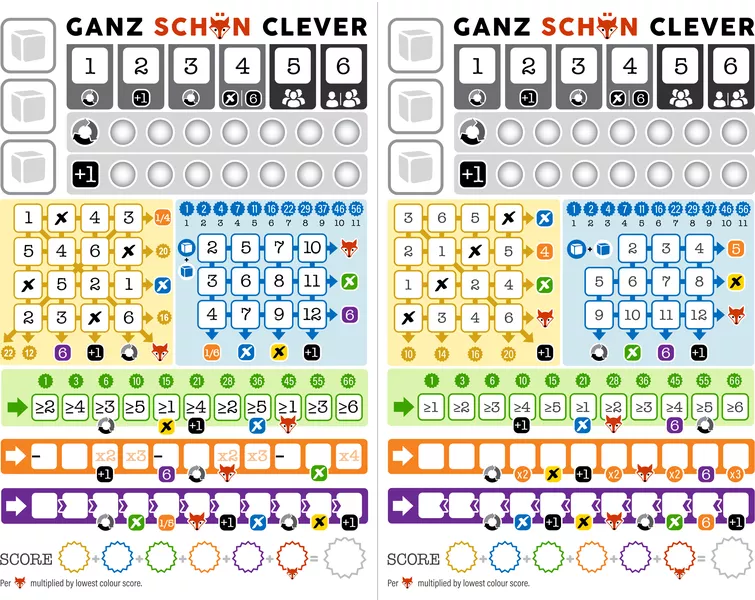 GANZ SCHÖN CLEVER
1 2 3 4 5 6
+1 X 6
+1
1 X 4 3 1/4
5 4 6 X 20
X 5 2 1 X
2 3 X 6 16
22 12 6 +1
1 2 4 7 11 16 22 29 37 46 56
1 2 3 4 5 6 7 8 9 10 11
+
2 5 7 10
3 6 8 11 X
4 7 9 12 6
1/6 X X +1
1 3 6 10 15 21 28 36 45 55 66
≥2 ≥4 ≥3 ≥5 ≥1 ≥4 ≥2 ≥5 ≥1 ≥3 ≥6
X +1 X
– x2 x3 – x2 x3 – x4
+1 6 X
X +1 X X +1
SCORE + + + + + =
Per multiplied by lowest colour score.
GANZ SCHÖN CLEVER
1 2 3 4 5 6
+1 X 6
+1
3 6 5 X X
2 1 X 5 4
1 X 2 4 X
X 3 4 6
10 14 16 20 +1
1 2 4 7 11 16 22 29 37 46 56
1 2 3 4 5 6 7 8 9 10 11
+ 2 3 4 5
5 6 7 8 X
9 10 11 12
X 6 +1
1 3 6 10 15 21 28 36 45 55 66
≥1 ≥2 ≥3 ≥4 ≥5 ≥1 ≥2 ≥3 ≥4 ≥5 ≥6
+1 X 6
x2 X +1 x2 x2 6 x3
X +1 X X 6 +1
SCORE + + + + + =
Per multiplied by lowest colour score.